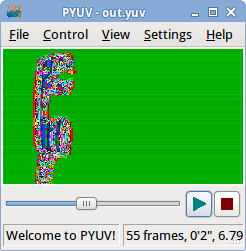 PYUV - out.yuv
File Control View Settings Help
Welcome to PYUV! 55 frames, 0'2", 6.79